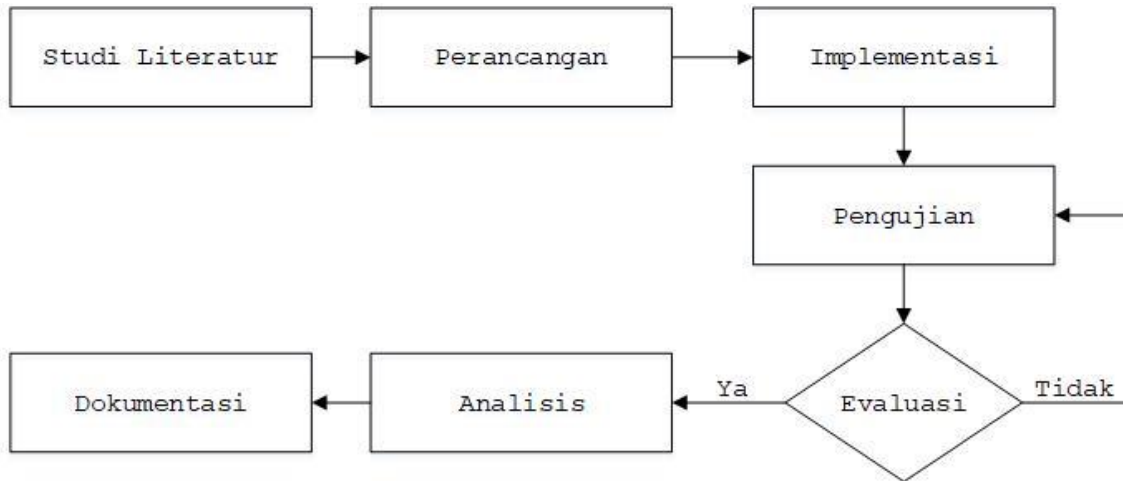 Studi Literatur
Perancangan
Implementasi
Pengujian
Evaluasi
Ya
Tidak
Analisis
Dokumentasi